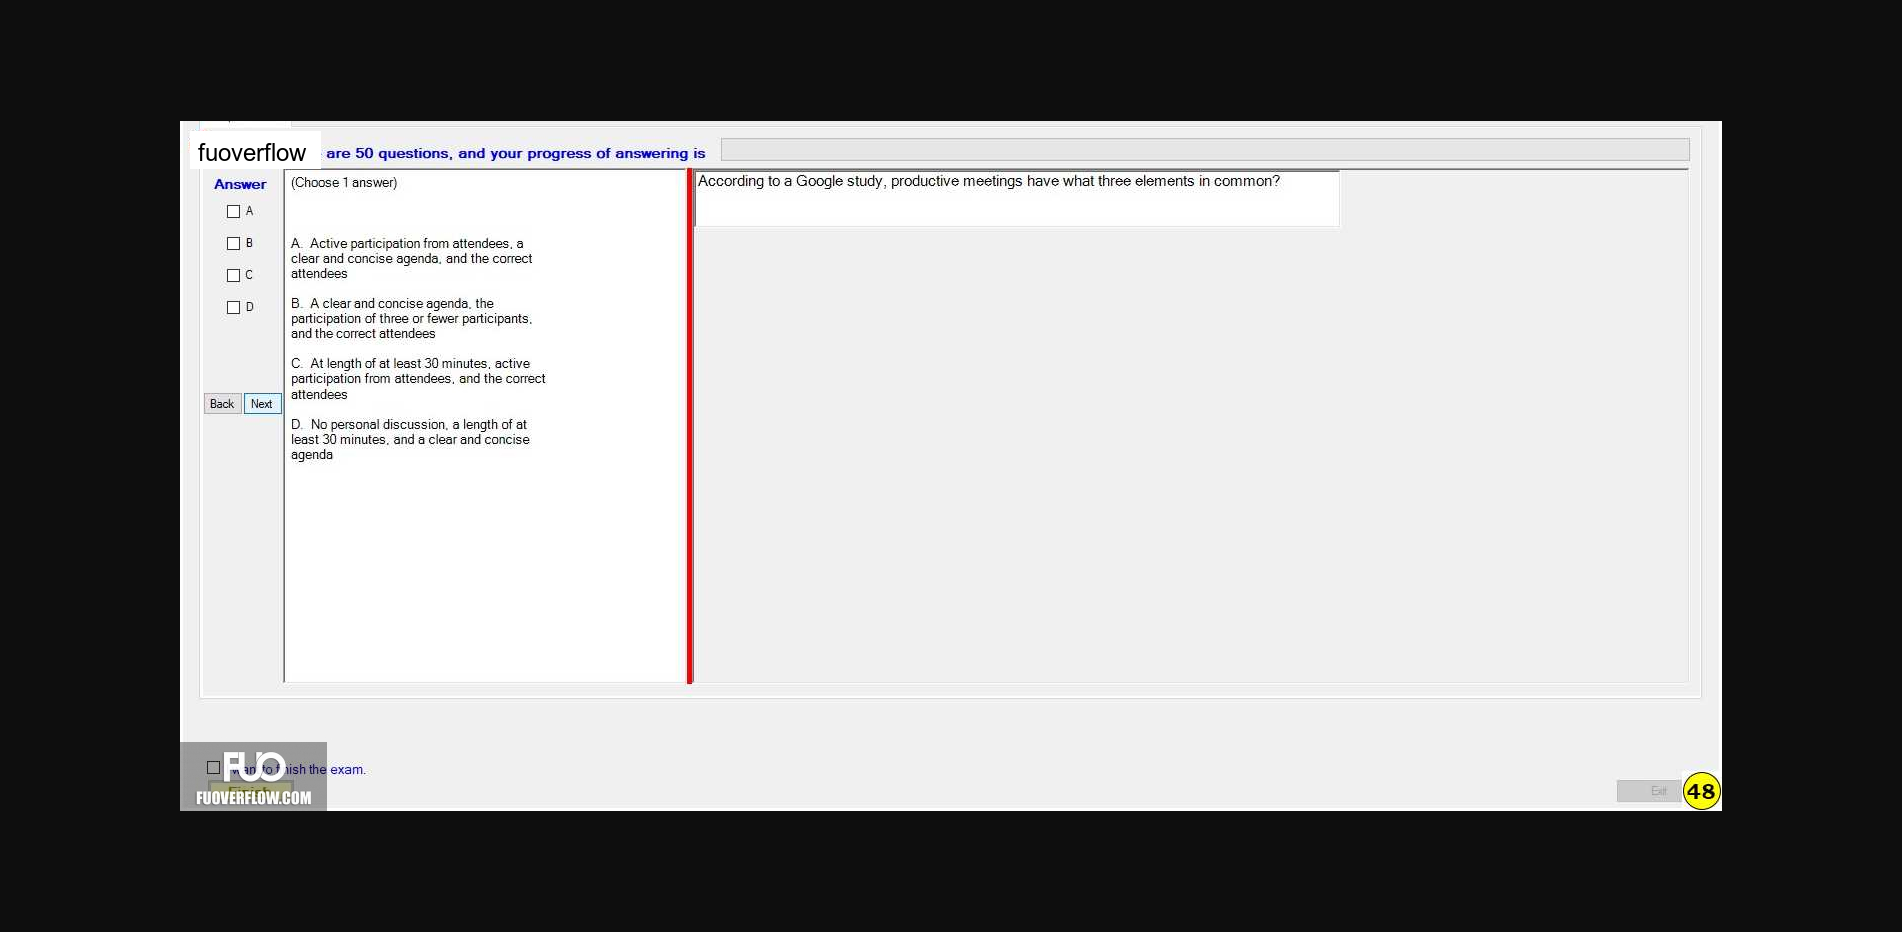 fuoverflow are 50 questions, and your progress of answering is
Answer
A
B
C
D
Back Next
(Choose 1 answer)
A. Active participation from attendees, a
clear and concise agenda, and the correct
attendees
B. A clear and concise agenda, the
participation of three or fewer participants,
and the correct attendees
C. At length of at least 30 minutes, active
participation from attendees, and the correct
attendees
D. No personal discussion, a length of at
least 30 minutes, and a clear and concise
agenda
According to a Google study, productive meetings have what three elements in common?
FUO
want to finish the exam.
Finish
FUOVERFLOW.COM
Exit
48